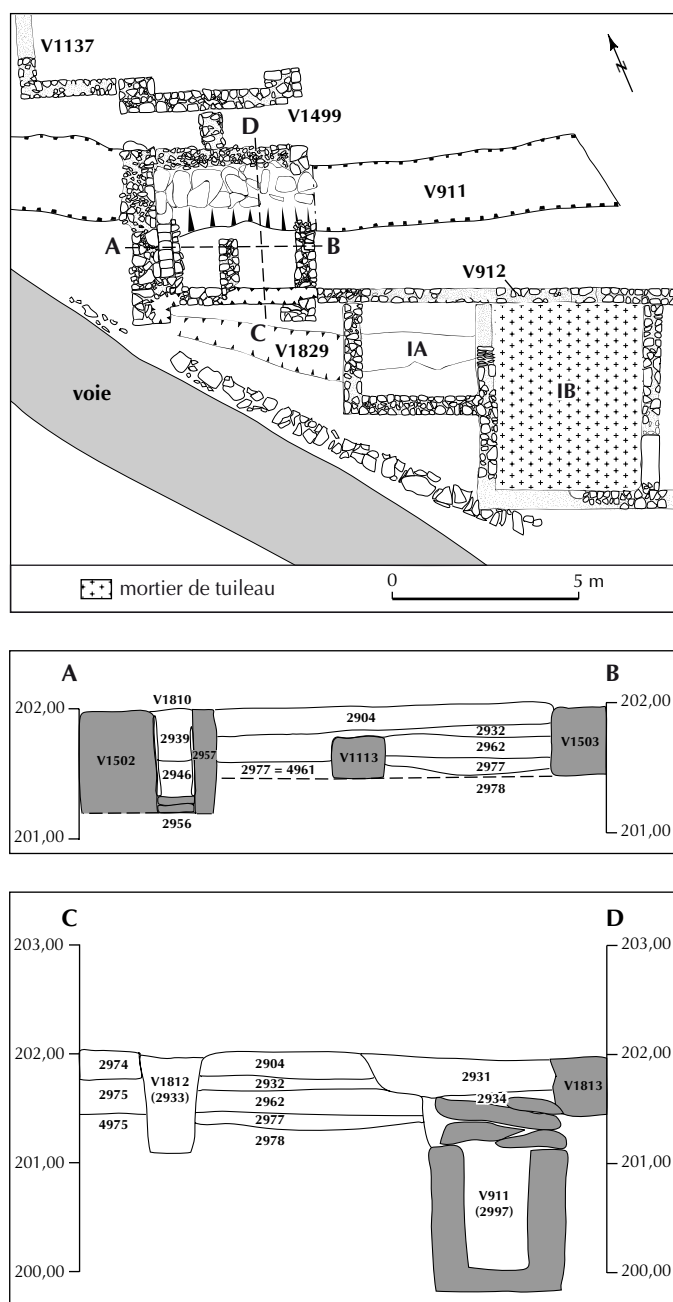 V1137
N
V1499
D
V911
A
B
V912
C
V1829
IA
IB
voie
mortier de tuileau
0 5 m
A B
V1810
202,00 202,00
2904
2939 2932
V1502 2957 2962 V1503
V1113
2946 2977 = 4961 2977
2978
2956
201,00 201,00
C D
203,00 203,00
202,00 202,00
2974 2904
V1812 2931
(2933) 2932 V1813
2975 2962 2934
4975 2977
2978
201,00 201,00
V911
(2997)
200,00 200,00